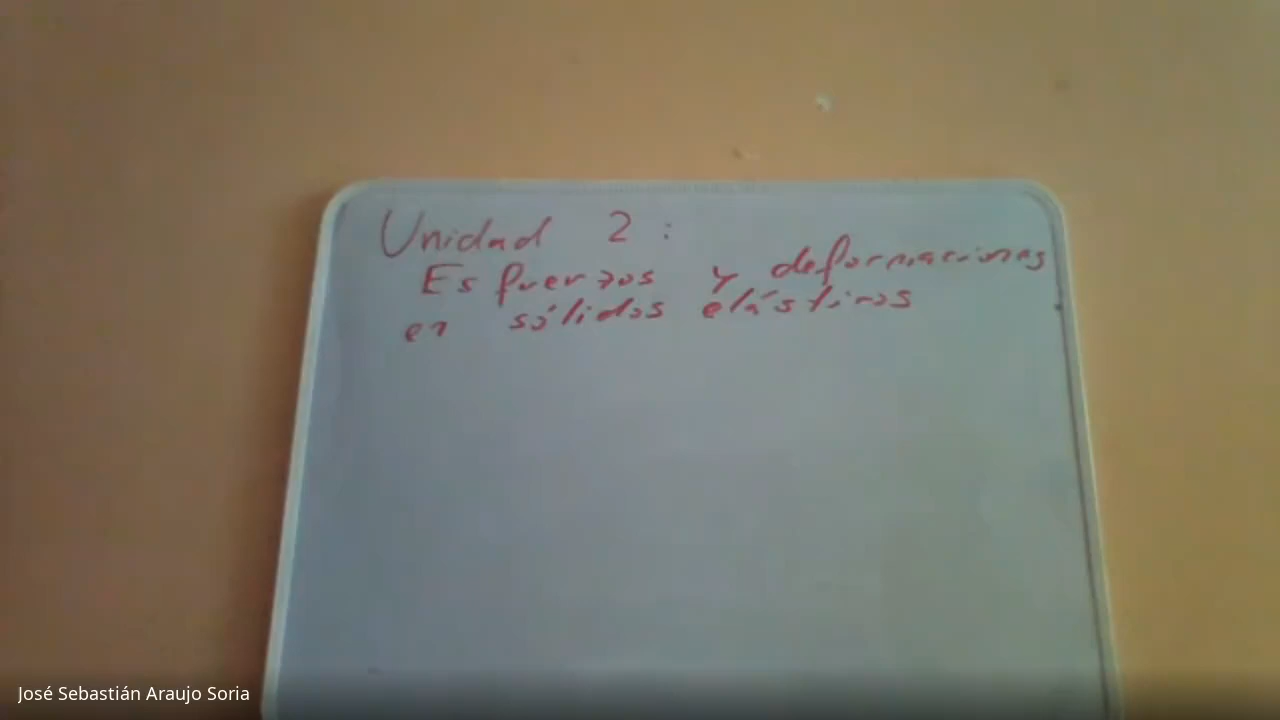 Unidad 2:
Esfuerzos y deformaciones
en sólidos elásticos
José Sebastián Araujo Soria